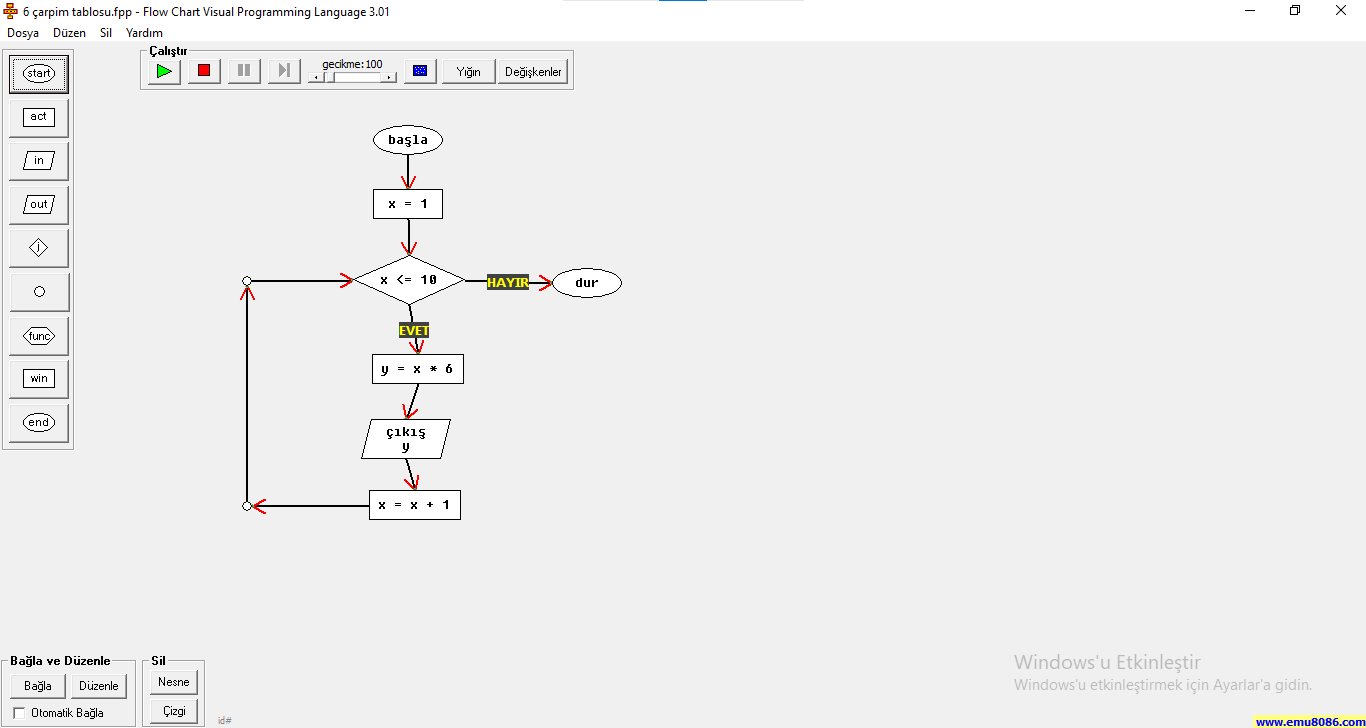 6 çarpim tablosu.fpp - Flow Chart Visual Programming Language 3.01
Dosya Düzen Sil Yardım
Çalıştır
gecikme:100
Yığın
Değişkenler
start
act
in
out
j
func
win
end
başla
x = 1
x <= 10
HAYIR
dur
EVET
y = x * 6
çıkış
y
x = x + 1
Bağla ve Düzenle
Bağla
Düzenle
Otomatik Bağla
Sil
Nesne
Çizgi
id#
Windows'u Etkinleştir
Windows'u etkinleştirmek için Ayarlar'a gidin.
www.emu8086.com